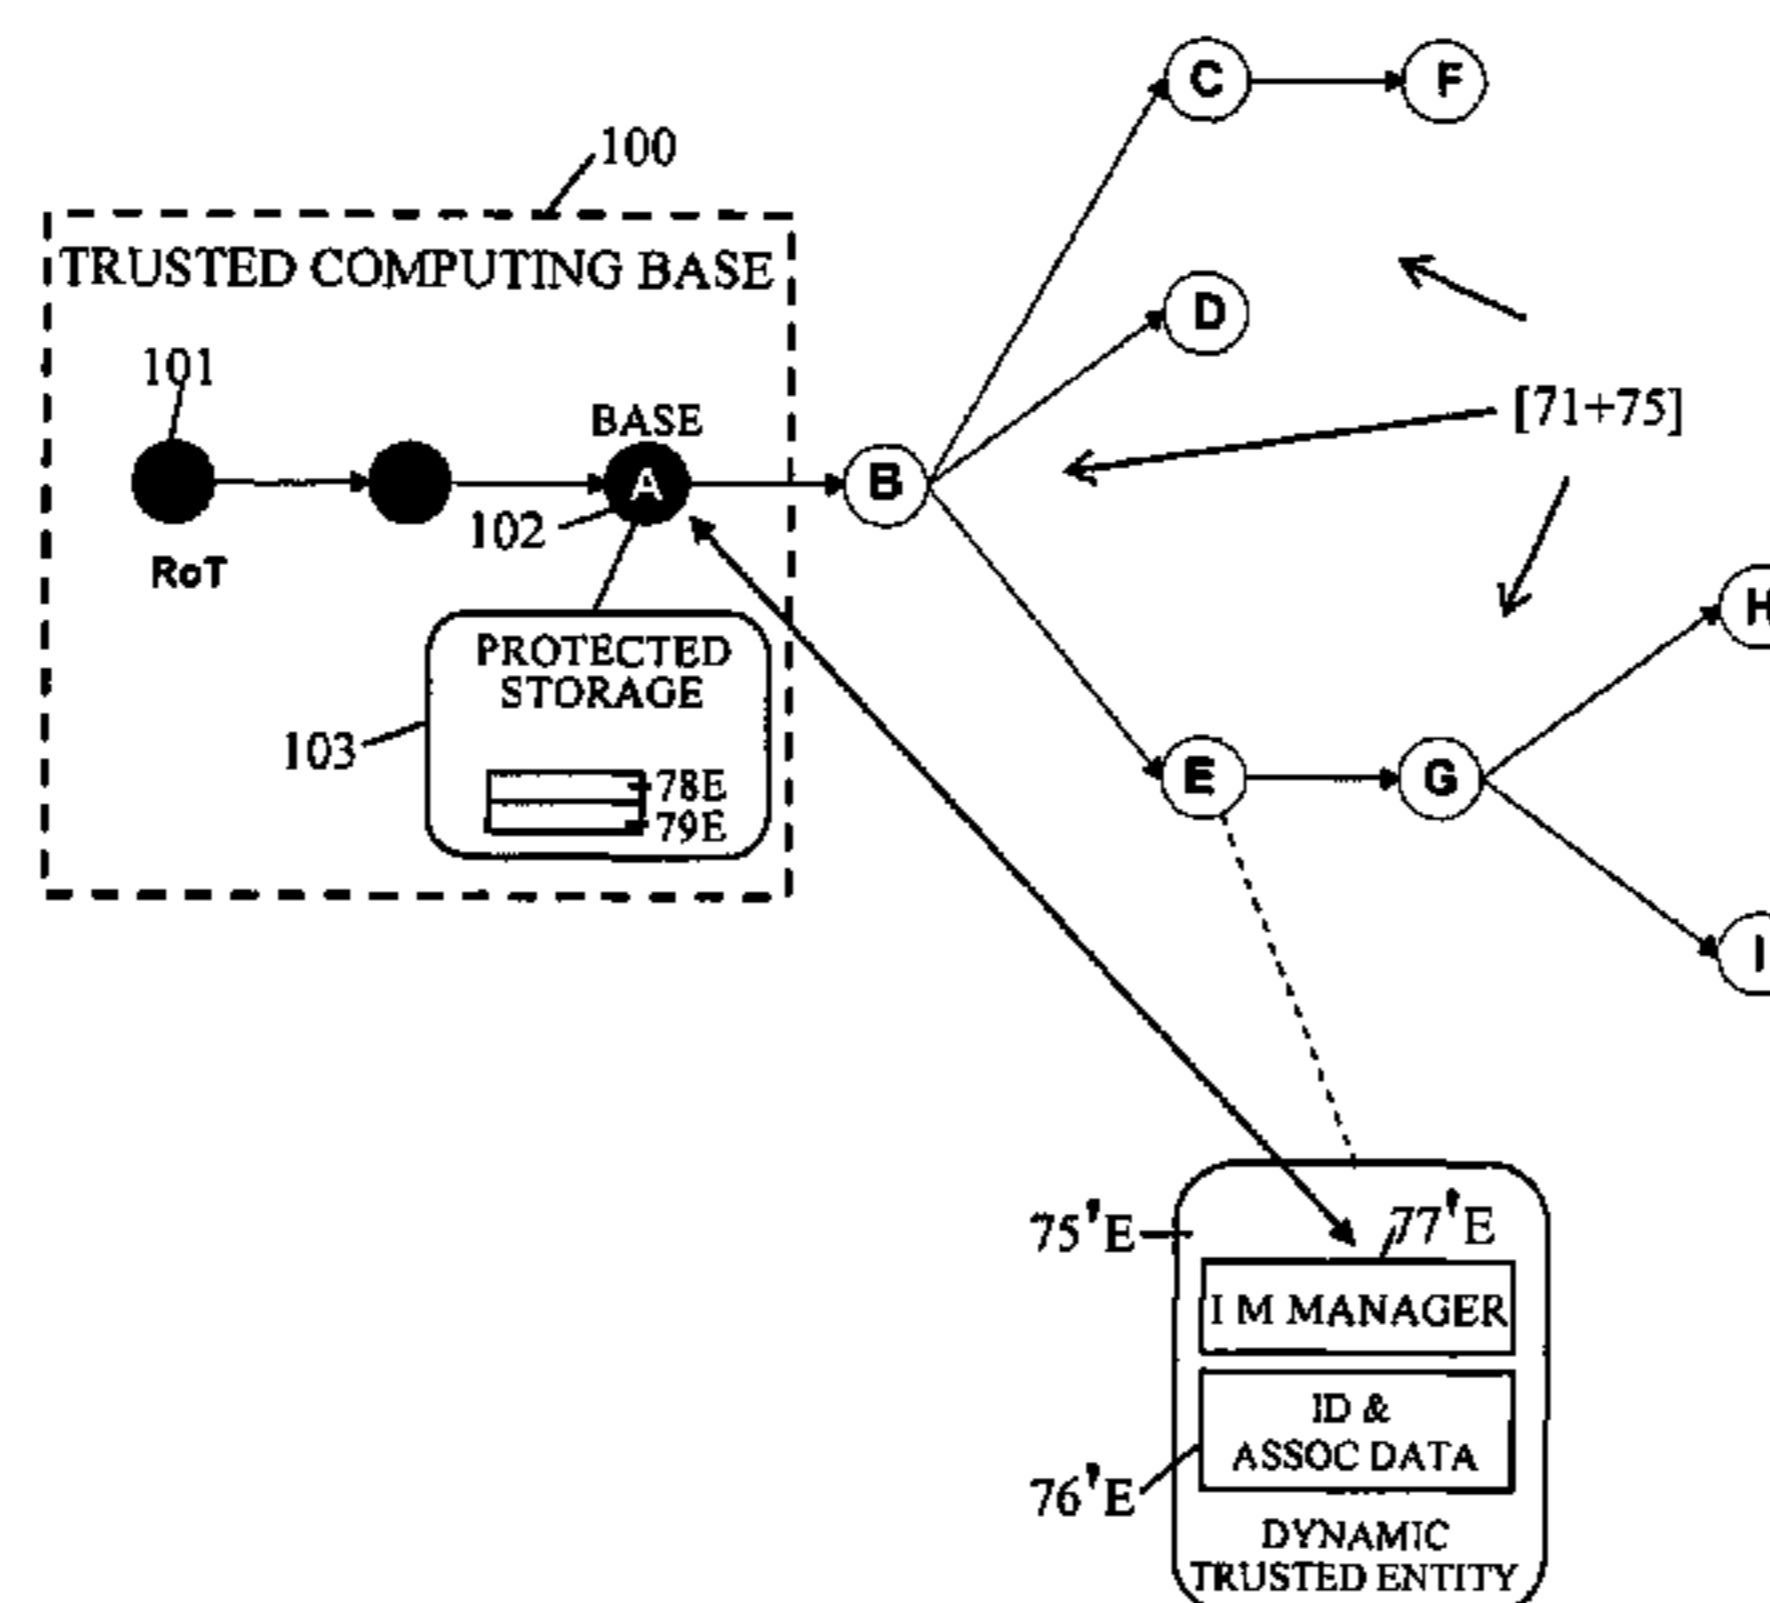 C
F
100
TRUSTED COMPUTING BASE
D
101
[71+75]
BASE
A
B
102
RoT
H
PROTECTED
STORAGE
103
78E
79E
E
G
I
75'E
77'E
I M MANAGER
ID &
ASSOC DATA
76'E
DYNAMIC
TRUSTED ENTITY